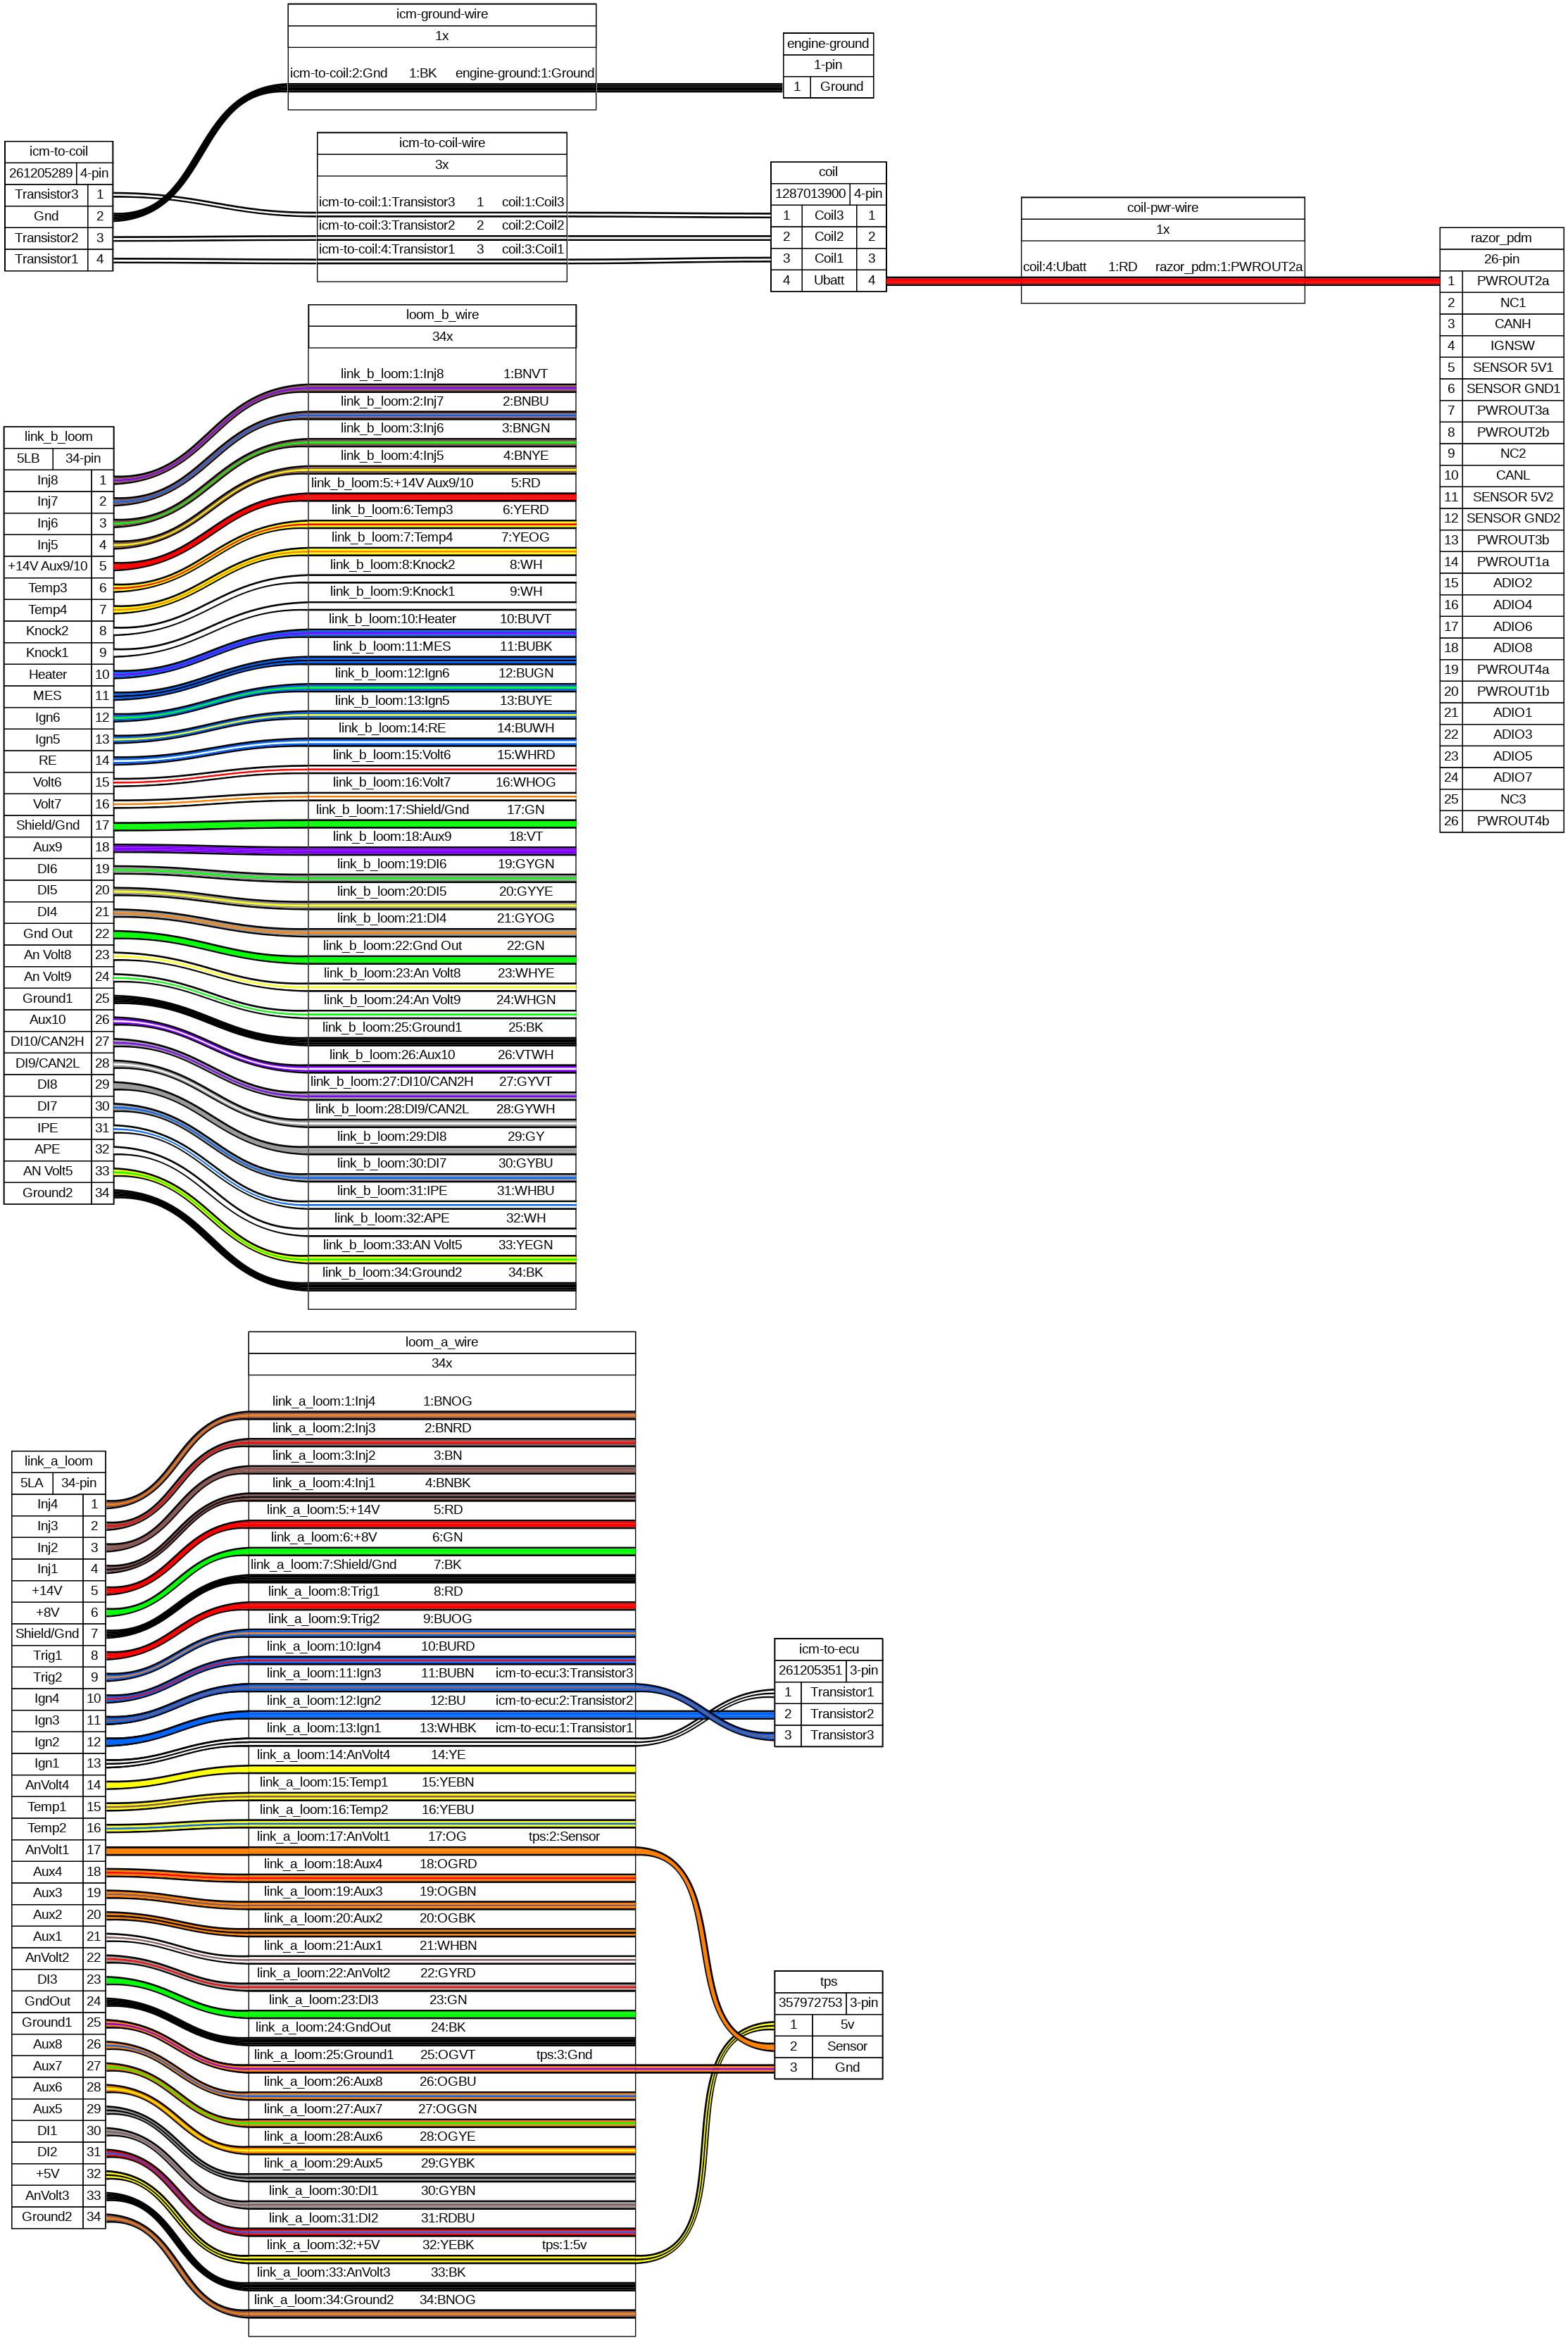 icm-ground-wire
1x
icm-to-coil:2:Gnd 1:BK engine-ground:1:Ground
engine-ground
1-pin
1 Ground
icm-to-coil
261205289 4-pin
Transistor3 1
Gnd 2
Transistor2 3
Transistor1 4
icm-to-coil-wire
3x
icm-to-coil:1:Transistor3 1 coil:1:Coil3
icm-to-coil:3:Transistor2 2 coil:2:Coil2
icm-to-coil:4:Transistor1 3 coil:3:Coil1
coil
1287013900 4-pin
1 Coil3 1
2 Coil2 2
3 Coil1 3
4 Ubatt 4
coil-pwr-wire
1x
coil:4:Ubatt 1:RD razor_pdm:1:PWROUT2a
razor_pdm
26-pin
1 PWROUT2a
2 NC1
3 CANH
4 IGNSW
5 SENSOR 5V1
6 SENSOR GND1
7 PWROUT3a
8 PWROUT2b
9 NC2
10 CANL
11 SENSOR 5V2
12 SENSOR GND2
13 PWROUT3b
14 PWROUT1a
15 ADIO2
16 ADIO4
17 ADIO6
18 ADIO8
19 PWROUT4a
20 PWROUT1b
21 ADIO1
22 ADIO3
23 ADIO5
24 ADIO7
25 NC3
26 PWROUT4b
link_b_loom
5LB 34-pin
Inj8 1
Inj7 2
Inj6 3
Inj5 4
+14V Aux9/10 5
Temp3 6
Temp4 7
Knock2 8
Knock1 9
Heater 10
MES 11
Ign6 12
Ign5 13
RE 14
Volt6 15
Volt7 16
Shield/Gnd 17
Aux9 18
DI6 19
DI5 20
DI4 21
Gnd Out 22
An Volt8 23
An Volt9 24
Ground1 25
Aux10 26
DI10/CAN2H 27
DI9/CAN2L 28
DI8 29
DI7 30
IPE 31
APE 32
AN Volt5 33
Ground2 34
loom_b_wire
34x
link_b_loom:1:Inj8 1:BNVT
link_b_loom:2:Inj7 2:BNBU
link_b_loom:3:Inj6 3:BNGN
link_b_loom:4:Inj5 4:BNYE
link_b_loom:5:+14V Aux9/10 5:RD
link_b_loom:6:Temp3 6:YERD
link_b_loom:7:Temp4 7:YEOG
link_b_loom:8:Knock2 8:WH
link_b_loom:9:Knock1 9:WH
link_b_loom:10:Heater 10:BUVT
link_b_loom:11:MES 11:BUBK
link_b_loom:12:Ign6 12:BUGN
link_b_loom:13:Ign5 13:BUYE
link_b_loom:14:RE 14:BUWH
link_b_loom:15:Volt6 15:WHRD
link_b_loom:16:Volt7 16:WHOG
link_b_loom:17:Shield/Gnd 17:GN
link_b_loom:18:Aux9 18:VT
link_b_loom:19:DI6 19:GYGN
link_b_loom:20:DI5 20:GYYE
link_b_loom:21:DI4 21:GYOG
link_b_loom:22:Gnd Out 22:GN
link_b_loom:23:An Volt8 23:WHYE
link_b_loom:24:An Volt9 24:WHGN
link_b_loom:25:Ground1 25:BK
link_b_loom:26:Aux10 26:VTWH
link_b_loom:27:DI10/CAN2H 27:GYVT
link_b_loom:28:DI9/CAN2L 28:GYWH
link_b_loom:29:DI8 29:GY
link_b_loom:30:DI7 30:GYBU
link_b_loom:31:IPE 31:WHBU
link_b_loom:32:APE 32:WH
link_b_loom:33:AN Volt5 33:YEGN
link_b_loom:34:Ground2 34:BK
link_a_loom
5LA 34-pin
Inj4 1
Inj3 2
Inj2 3
Inj1 4
+14V 5
+8V 6
Shield/Gnd 7
Trig1 8
Trig2 9
Ign4 10
Ign3 11
Ign2 12
Ign1 13
AnVolt4 14
Temp1 15
Temp2 16
AnVolt1 17
Aux4 18
Aux3 19
Aux2 20
Aux1 21
AnVolt2 22
DI3 23
GndOut 24
Ground1 25
Aux8 26
Aux7 27
Aux6 28
Aux5 29
DI1 30
DI2 31
+5V 32
AnVolt3 33
Ground2 34
loom_a_wire
34x
link_a_loom:1:Inj4 1:BNOG
link_a_loom:2:Inj3 2:BNRD
link_a_loom:3:Inj2 3:BN
link_a_loom:4:Inj1 4:BNBK
link_a_loom:5:+14V 5:RD
link_a_loom:6:+8V 6:GN
link_a_loom:7:Shield/Gnd 7:BK
link_a_loom:8:Trig1 8:RD
link_a_loom:9:Trig2 9:BUOG
link_a_loom:10:Ign4 10:BURD
link_a_loom:11:Ign3 11:BUBN icm-to-ecu:3:Transistor3
link_a_loom:12:Ign2 12:BU icm-to-ecu:2:Transistor2
link_a_loom:13:Ign1 13:WHBK icm-to-ecu:1:Transistor1
link_a_loom:14:AnVolt4 14:YE
link_a_loom:15:Temp1 15:YEBN
link_a_loom:16:Temp2 16:YEBU
link_a_loom:17:AnVolt1 17:OG tps:2:Sensor
link_a_loom:18:Aux4 18:OGRD
link_a_loom:19:Aux3 19:OGBN
link_a_loom:20:Aux2 20:OGBK
link_a_loom:21:Aux1 21:WHBN
link_a_loom:22:AnVolt2 22:GYRD
link_a_loom:23:DI3 23:GN
link_a_loom:24:GndOut 24:BK
link_a_loom:25:Ground1 25:OGVT tps:3:Gnd
link_a_loom:26:Aux8 26:OGBU
link_a_loom:27:Aux7 27:OGGN
link_a_loom:28:Aux6 28:OGYE
link_a_loom:29:Aux5 29:GYBK
link_a_loom:30:DI1 30:GYBN
link_a_loom:31:DI2 31:RDBU
link_a_loom:32:+5V 32:YEBK tps:1:5v
link_a_loom:33:AnVolt3 33:BK
link_a_loom:34:Ground2 34:BNOG
icm-to-ecu
261205351 3-pin
1 Transistor1
2 Transistor2
3 Transistor3
tps
357972753 3-pin
1 5v
2 Sensor
3 Gnd